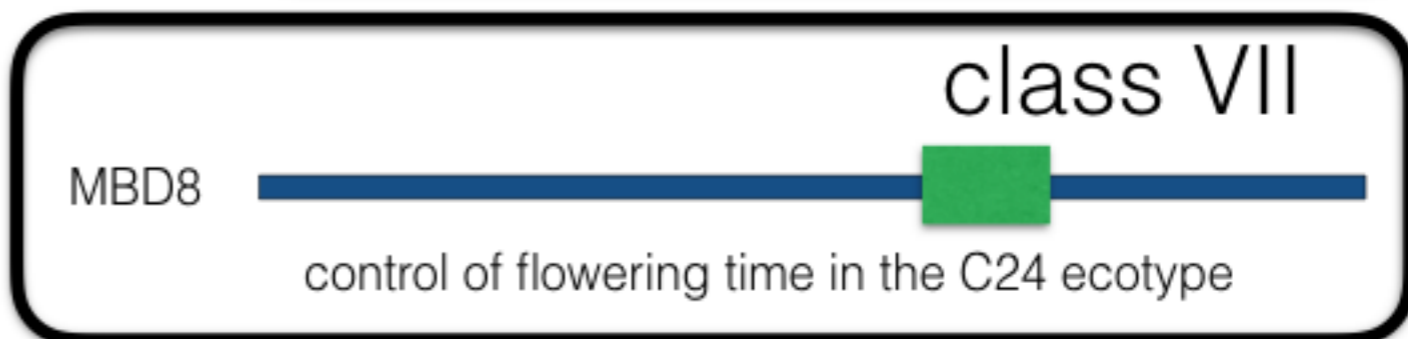 class VII
MBD8
control of flowering time in the C24 ecotype